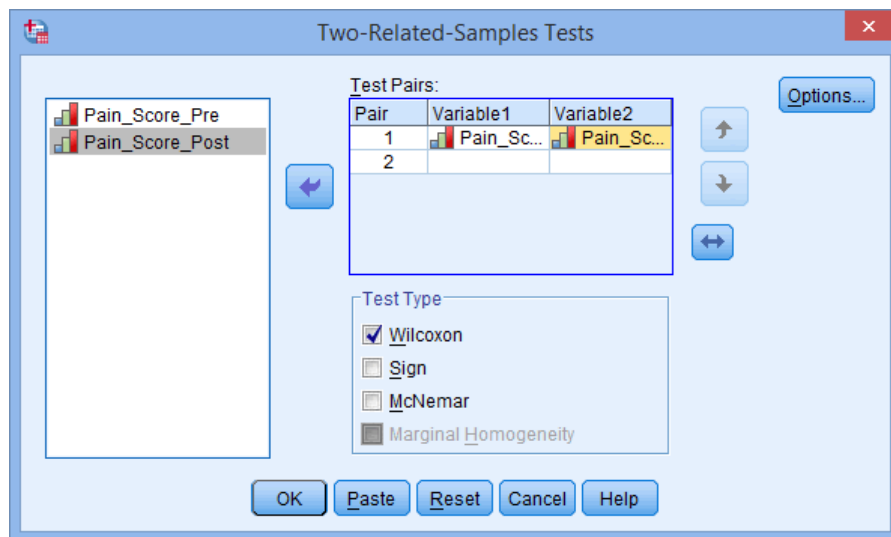 Two-Related-Samples Tests
Pain_Score_Pre
Pain_Score_Post
Test Pairs:
Pair Variable1 Variable2
1 Pain_Sc... Pain_Sc...
2
Options...
Test Type
Wilcoxon
Sign
McNemar
Marginal Homogeneity
OK Paste Reset Cancel Help